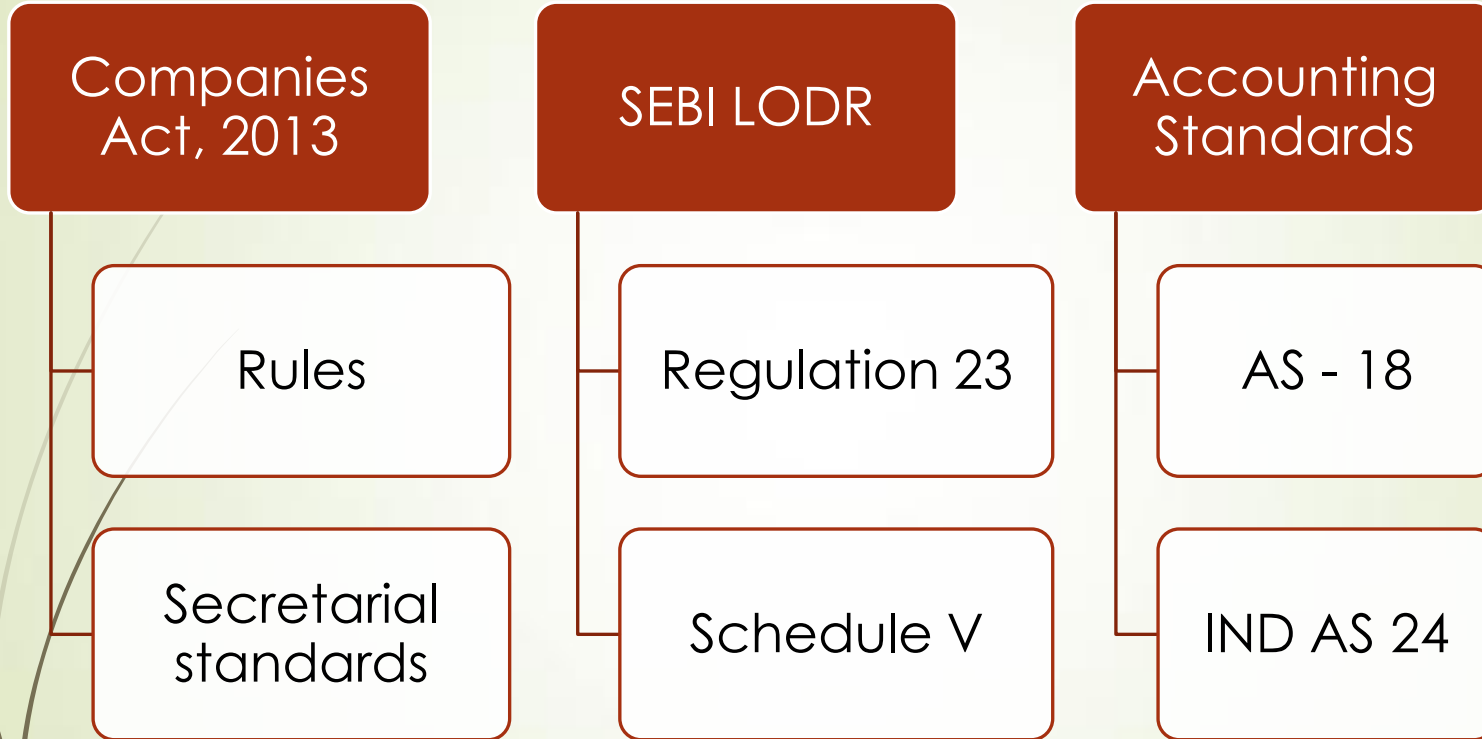 Companies
Act, 2013
Rules
Secretarial
standards
SEBI LODR
Regulation 23
Schedule V
Accounting
Standards
AS - 18
IND AS 24